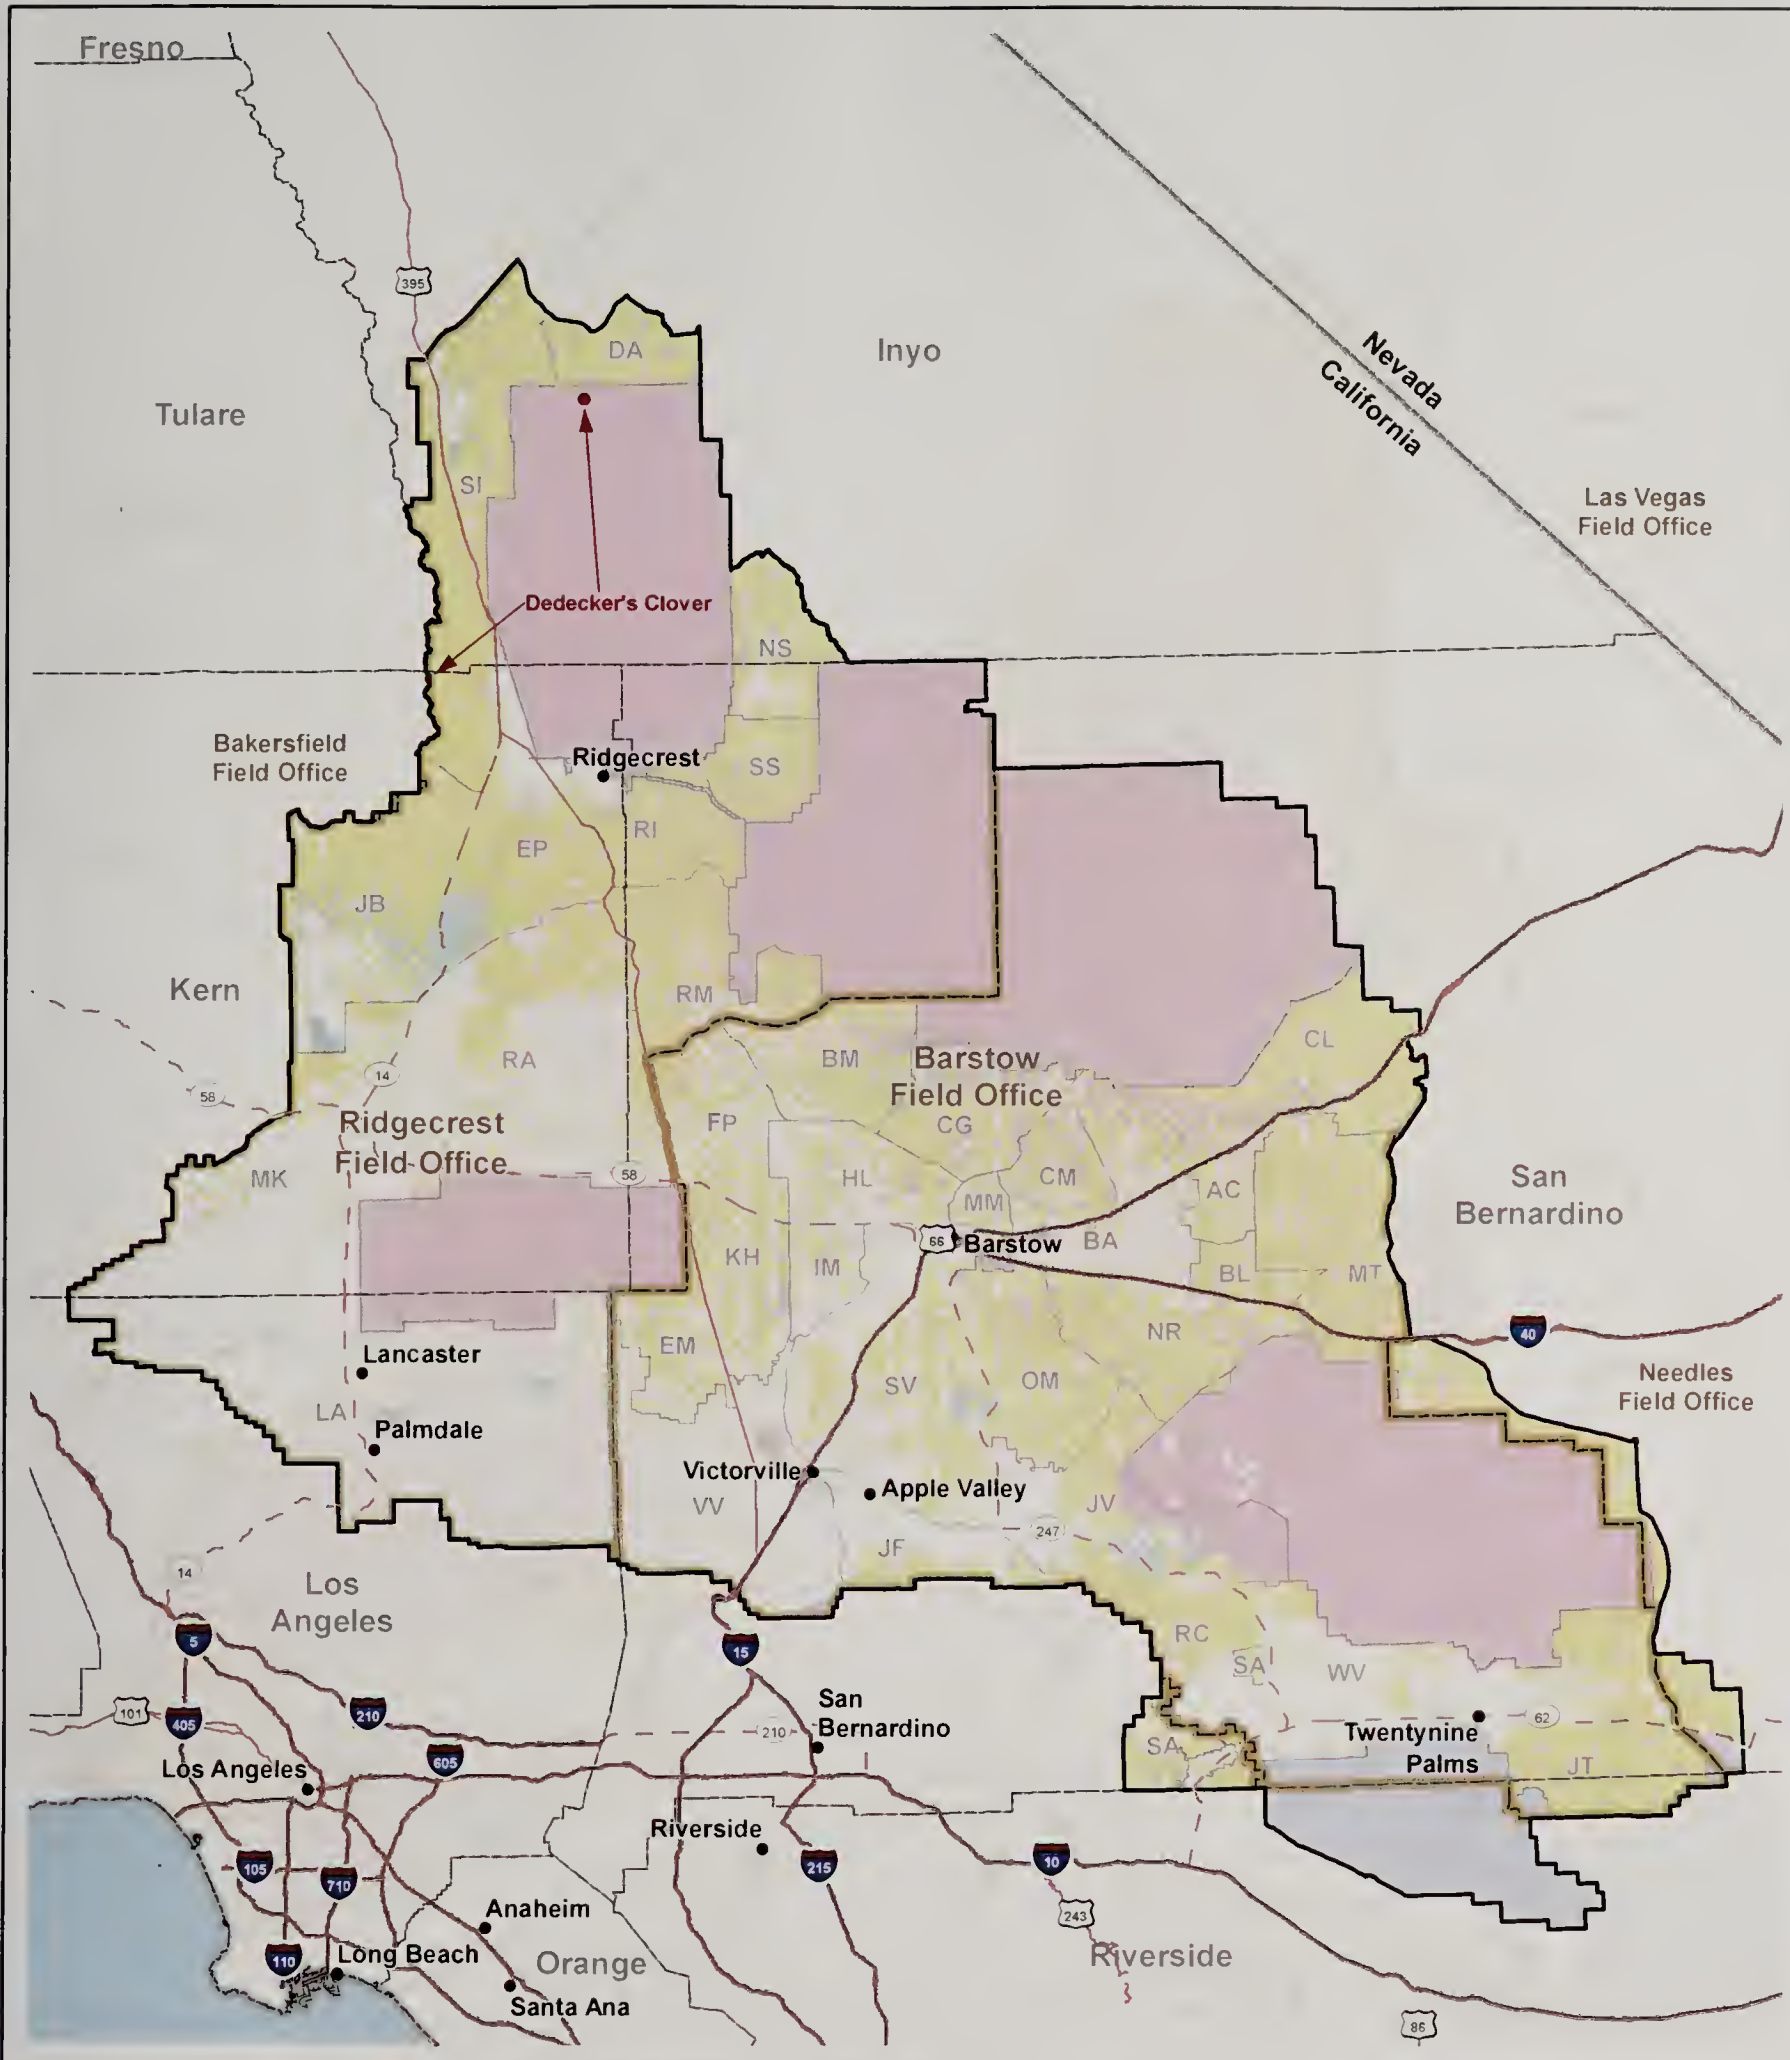 Fresno
395
DA
Inyo
Nevada
California
Tulare
SI
Las Vegas
Field Office
Dedecker's Clover
NS
Bakersfield
Field Office
Ridgecrest
SS
RI
EP
JB
Kern
RM
CL
BM
Barstow
Field Office
RA
14
58
FP
CG
Ridgecrest
Field Office
MK
58
HL
CM
MM
AC
San
Bernardino
66
Barstow
BA
KH
IM
BL
MT
40
EM
NR
Lancaster
SV
OM
Needles
Field Office
LA
Palmdale
Victorville
Apple Valley
VV
JV
247
JF
14
Los
Angeles
5
15
RC
SA
WV
101
405
210
San
Bernardino
210
62
Twentynine
Palms
SA
605
JT
Los Angeles
Riverside
105
710
215
10
Anaheim
243
110
Long Beach
Orange
Riverside
Santa Ana
86